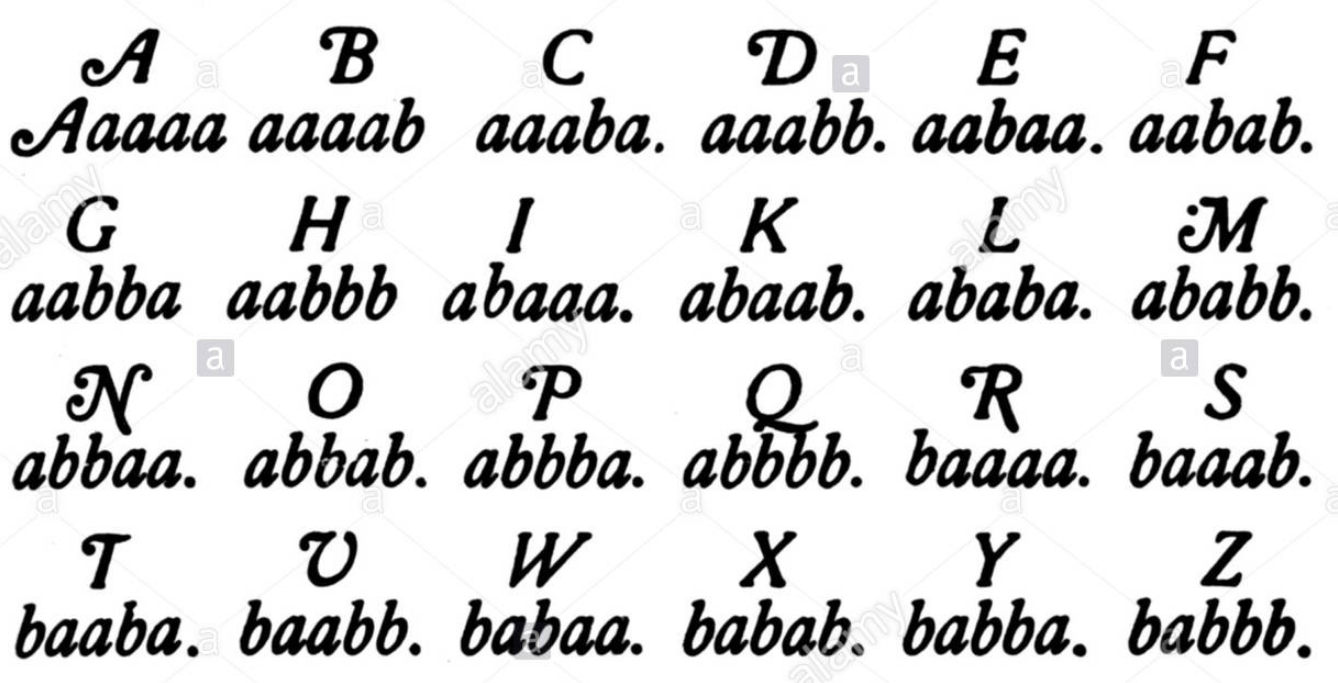 A B C D E F
Aaaaa aaaab aaaba. aaabb. aabaa. aabab.
G H I K L M
aabba aabbb abaaa. abaab. ababa. ababb.
N O P Q R S
abbaa. abbab. abbba. abbbb. baaaa. baaab.
T V W X Y Z
baaba. baabb. babaa. babab. babba. babbb.